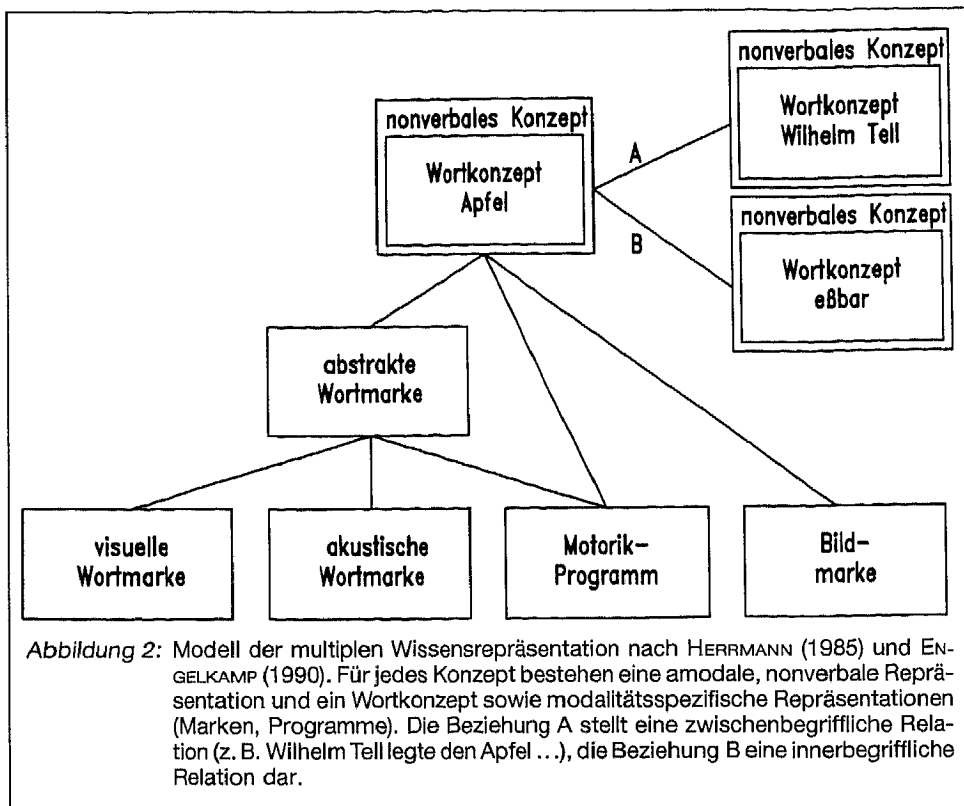 nonverbales Konzept
Wortkonzept
Wilhelm Tell
nonverbales Konzept
Wortkonzept
Apfel
A
B
nonverbales Konzept
Wortkonzept
eßbar
abstrakte
Wortmarke
visuelle
Wortmarke
akustische
Wortmarke
Motorik-
Programm
Bild-
marke
Abbildung 2: Modell der multiplen Wissensrepräsentation nach HERRMANN (1985) und EN-
GELKAMP (1990). Für jedes Konzept bestehen eine amodale, nonverbale Reprä-
sentation und ein Wortkonzept sowie modalitätsspezifische Repräsentationen
(Marken, Programme). Die Beziehung A stellt eine zwischenbegriffliche Rela-
tion (z. B. Wilhelm Tell legte den Apfel ...), die Beziehung B eine innerbegriffliche
Relation dar.